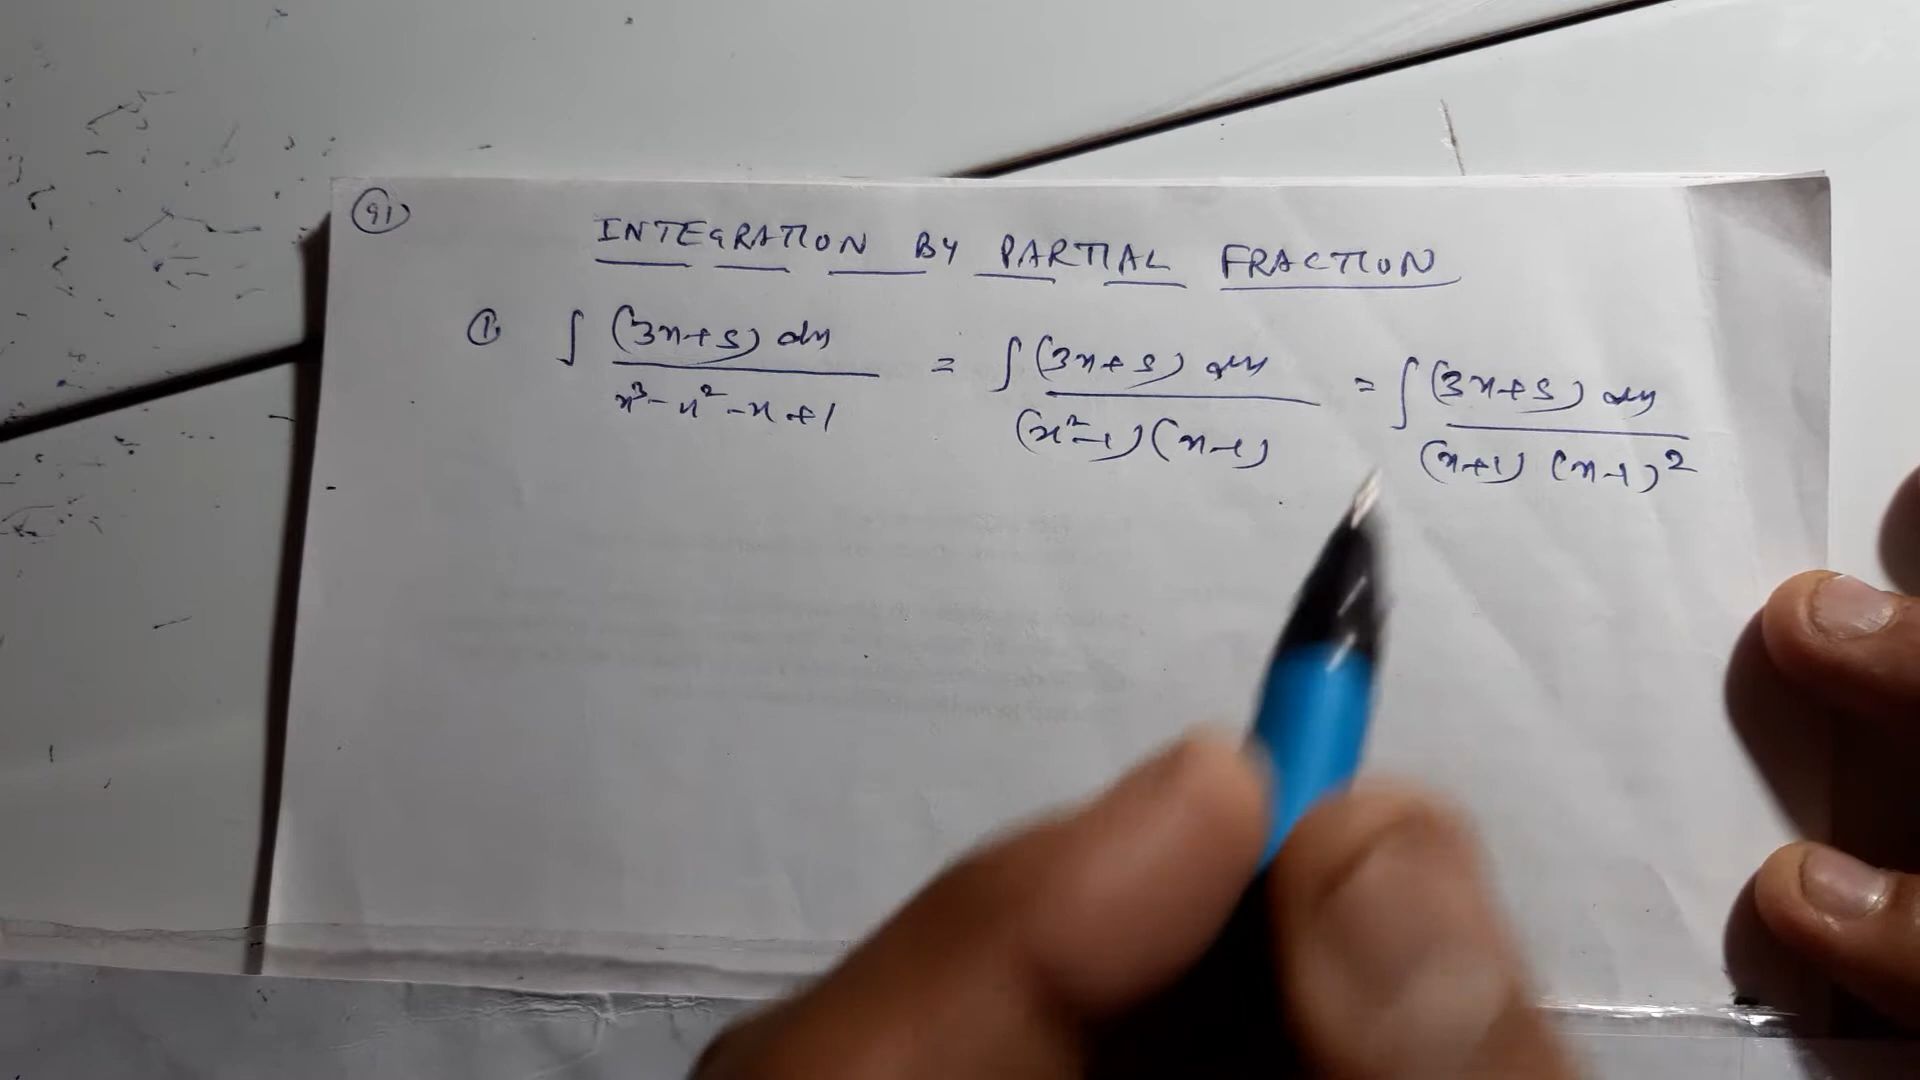 91
INTEGRATION BY PARTIAL FRACTION
① ∫ (3x+5) dx / x³-x²-x+1 = ∫ (3x+5) dx / (x²-1)(x-1) = ∫ (3x+5) dx / (x+1)(x-1)²